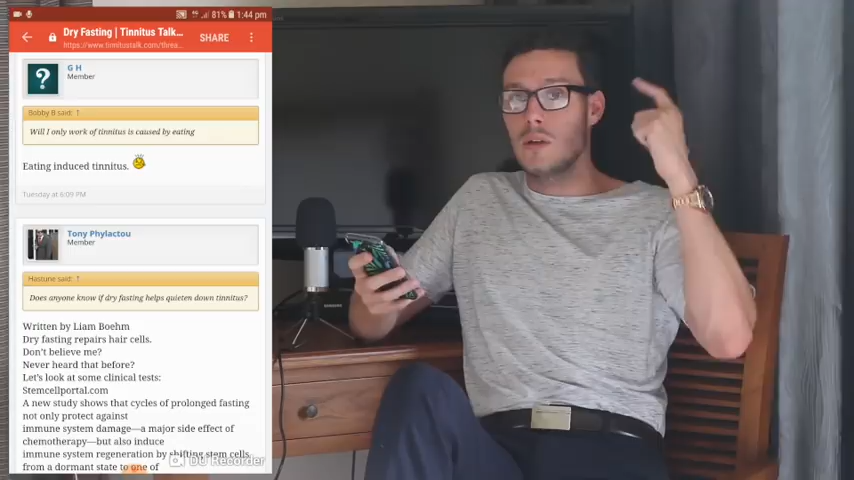 81% 1:44 pm
Dry Fasting | Tinnitus Talk...
https://www.tinnitustalk.com/threa...
SHARE
G H
Member
Bobby B said: ↑
Will I only work of tinnitus is caused by eating
Eating induced tinnitus.
Tuesday at 6:09 PM
Tony Phylactou
Member
Hastune said: ↑
Does anyone know if dry fasting helps quieten down tinnitus?
Written by Liam Boehm
Dry fasting repairs hair cells.
Don't believe me?
Never heard that before?
Let's look at some clinical tests:
Stemcellportal.com
A new study shows that cycles of prolonged fasting
not only protect against
immune system damage—a major side effect of
chemotherapy—but also induce
immune system regeneration by shifting stem cells
from a dormant state to one of
DU Recorder
SAMSUNG